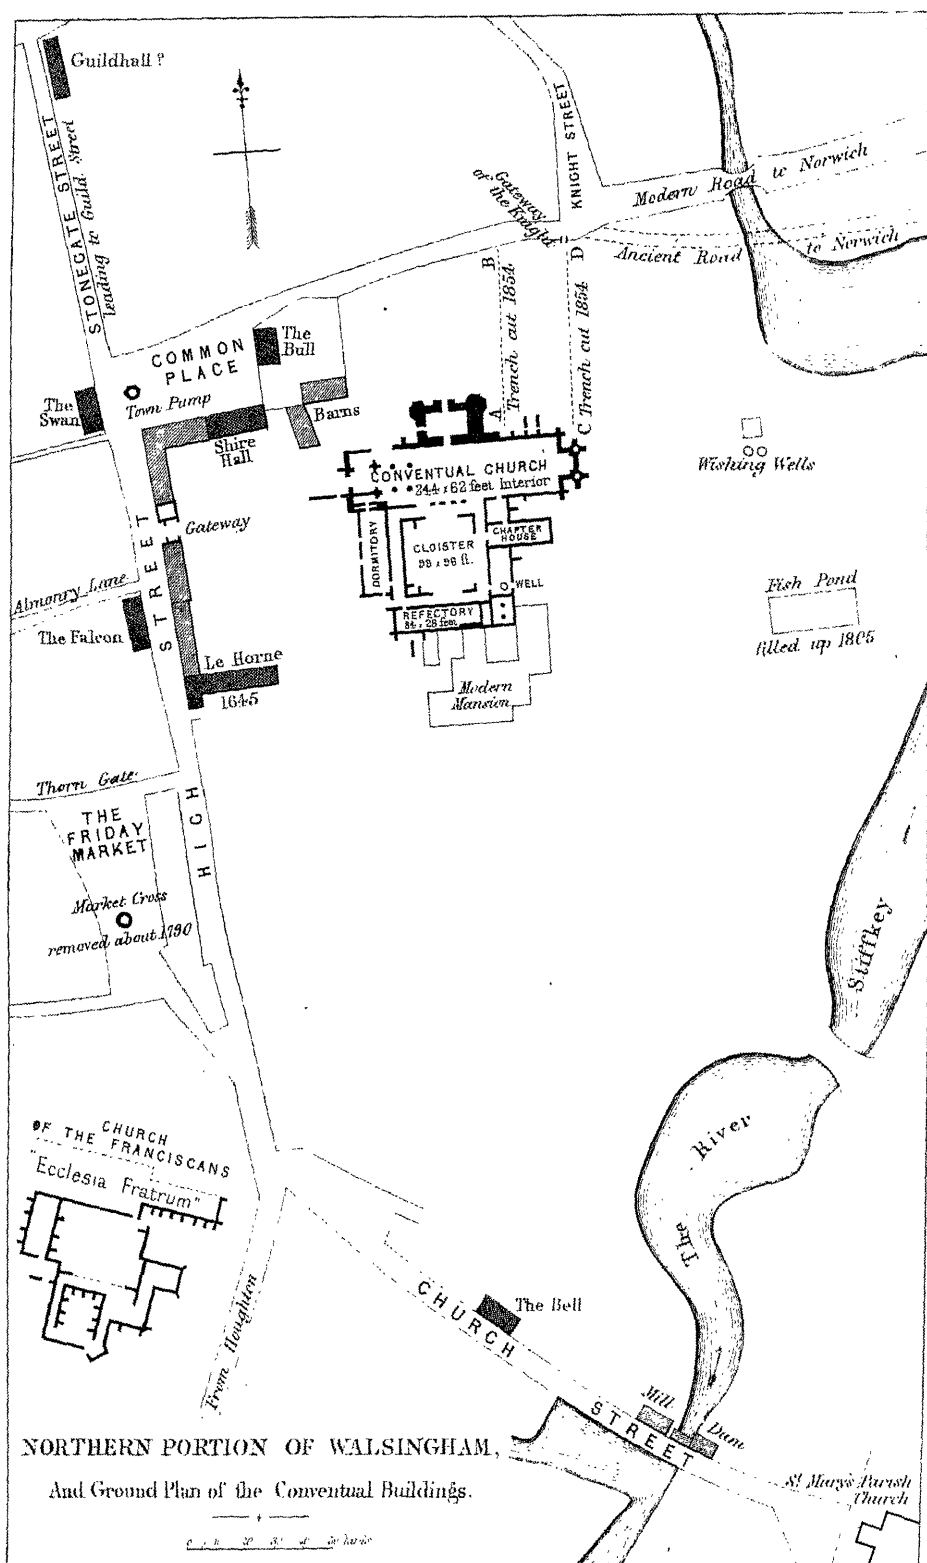 Guildhall?
STONEGATE STREET
leading to Guild Street
KNIGHT STREET
Gateway
of the Knight
Modern Road to Norwich
Ancient Road to Norwich
B
D
Trench cut 1854
Trench cut 1854
A
C
COMMON
PLACE
The
Bull
The
Swan
Town Pump
Shire
Hall
Barns
CONVENTUAL CHURCH
244 x 62 feet Interior
Wishing Wells
Gateway
DORMITORY
CLOISTER
CHAPTER
HOUSE
WELL
REFECTORY
Almonry Lane
The Falcon
Fish Pond
filled up 1865
Le Horne
1645
Modern
Mansion
HIGH STREET
Thorn Gate
THE
FRIDAY
MARKET
Market Cross
removed about 1790
The River Stiffkey
CHURCH
OF THE FRANCISCANS
"Ecclesia Fratrum"
From Houghton
CHURCH STREET
The Bell
Mill
Dam
St Mary's Parish
Church
NORTHERN PORTION OF WALSINGHAM,
And Ground Plan of the Conventual Buildings.